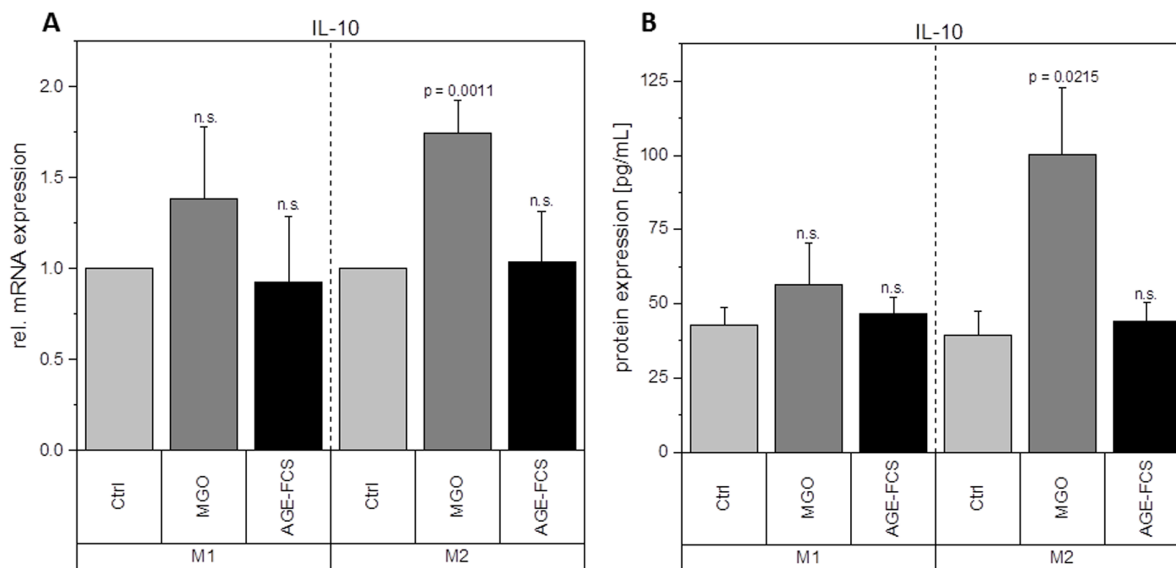 A
IL-10
rel. mRNA expression
2.0
1.5
1.0
0.5
0.0
n.s.
n.s.
p = 0.0011
n.s.
Ctrl
MGO
AGE-FCS
Ctrl
MGO
AGE-FCS
M1
M2
B
IL-10
protein expression [pg/mL]
125
100
75
50
25
0
n.s.
n.s.
p = 0.0215
n.s.
Ctrl
MGO
AGE-FCS
Ctrl
MGO
AGE-FCS
M1
M2